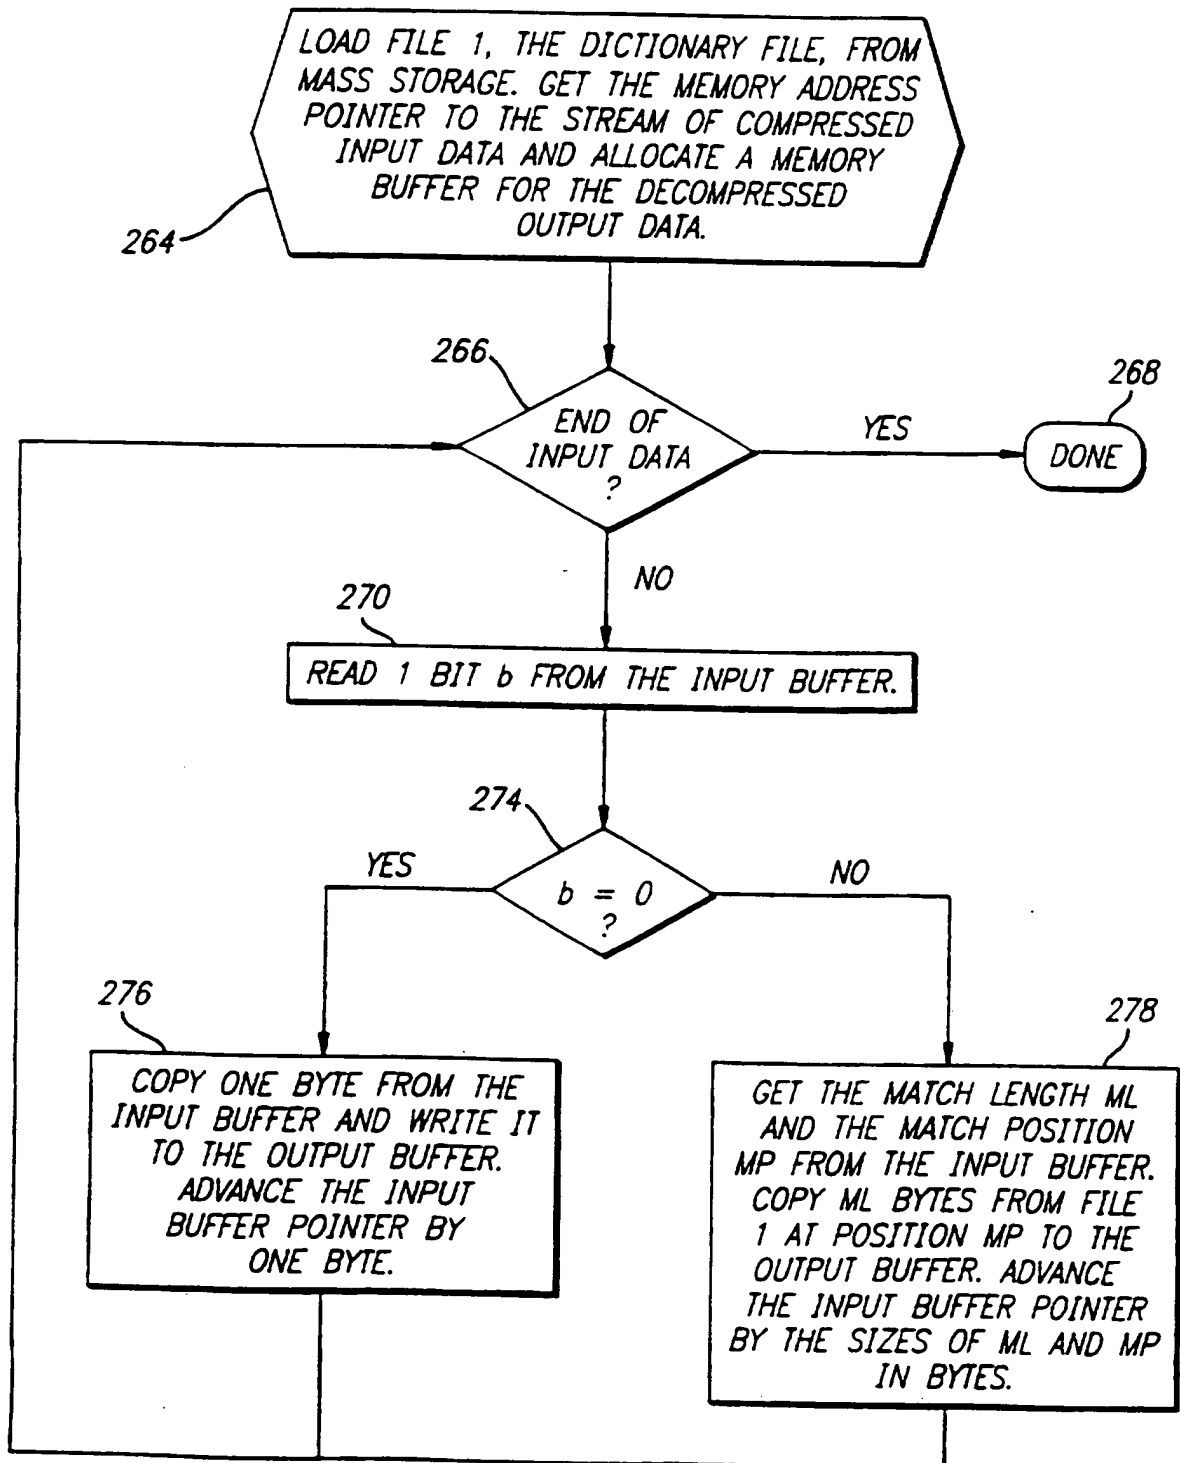 LOAD FILE 1, THE DICTIONARY FILE, FROM
MASS STORAGE. GET THE MEMORY ADDRESS
POINTER TO THE STREAM OF COMPRESSED
INPUT DATA AND ALLOCATE A MEMORY
BUFFER FOR THE DECOMPRESSED
OUTPUT DATA.
264
266
END OF
INPUT DATA
?
YES
268
DONE
NO
270
READ 1 BIT b FROM THE INPUT BUFFER.
274
b = 0
?
YES
NO
276
COPY ONE BYTE FROM THE
INPUT BUFFER AND WRITE IT
TO THE OUTPUT BUFFER.
ADVANCE THE INPUT
BUFFER POINTER BY
ONE BYTE.
278
GET THE MATCH LENGTH ML
AND THE MATCH POSITION
MP FROM THE INPUT BUFFER.
COPY ML BYTES FROM FILE
1 AT POSITION MP TO THE
OUTPUT BUFFER. ADVANCE
THE INPUT BUFFER POINTER
BY THE SIZES OF ML AND MP
IN BYTES.